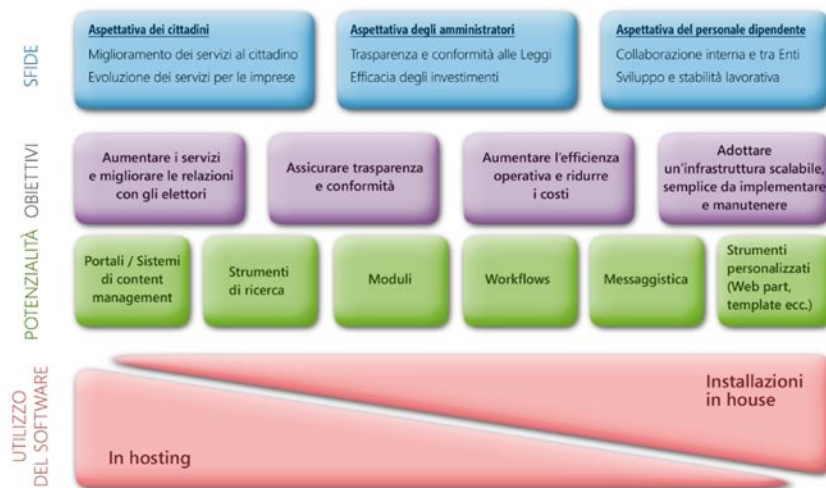 SFIDE
Aspettativa dei cittadini
Miglioramento dei servizi al cittadino
Evoluzione dei servizi per le imprese
Aspettativa degli amministratori
Trasparenza e conformità alle Leggi
Efficacia degli investimenti
Aspettativa del personale dipendente
Collaborazione interna e tra Enti
Sviluppo e stabilità lavorativa
OBIETTIVI
Aumentare i servizi
e migliorare le relazioni
con gli elettori
Assicurare trasparenza
e conformità
Aumentare l'efficienza
operativa e ridurre
i costi
Adottare
un'infrastruttura scalabile,
semplice da implementare
e manutenere
POTENZIALITÀ
Portali / Sistemi
di content
management
Strumenti
di ricerca
Moduli
Workflows
Messaggistica
Strumenti
personalizzati
(Web part,
template ecc.)
UTILIZZO
DEL SOFTWARE
Installazioni
in house
In hosting